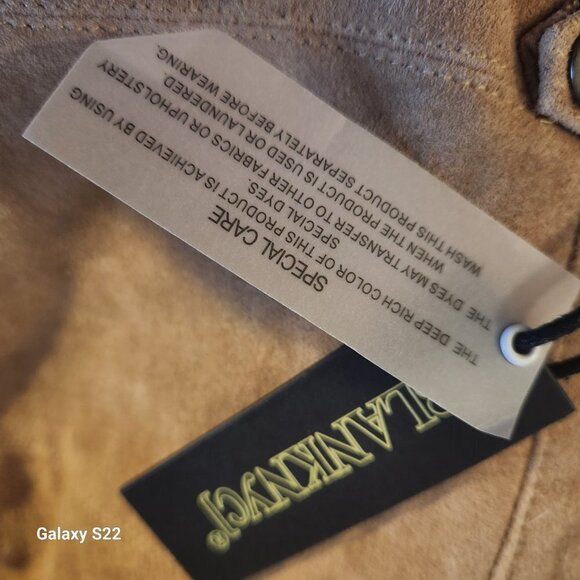 SPECIAL CARE
THE DEEP RICH COLOR OF THIS PRODUCT IS ACHIEVED BY USING
SPECIAL DYES.
THE DYES MAY TRANSFER TO OTHER FABRICS OR UPHOLSTERY
WHEN THE PRODUCT IS USED OR LAUNDERED.
WASH THIS PRODUCT SEPARATELY BEFORE WEARING.
BLANKNYC]®
Galaxy S22